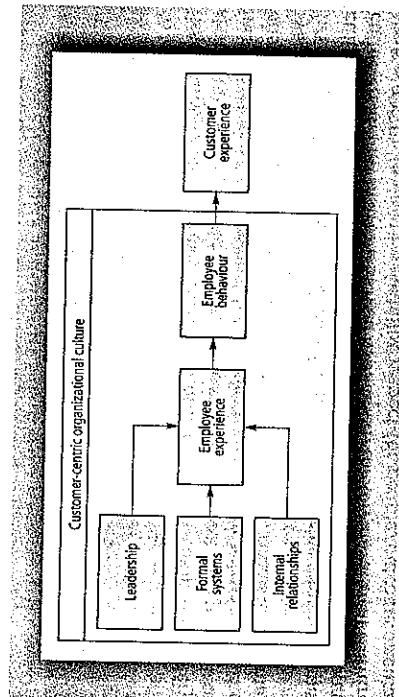 Customer-centric organizational culture
Leadership
Formal
systems
Internal
relationships
Employee
experience
Employee
behaviour
Customer
experience